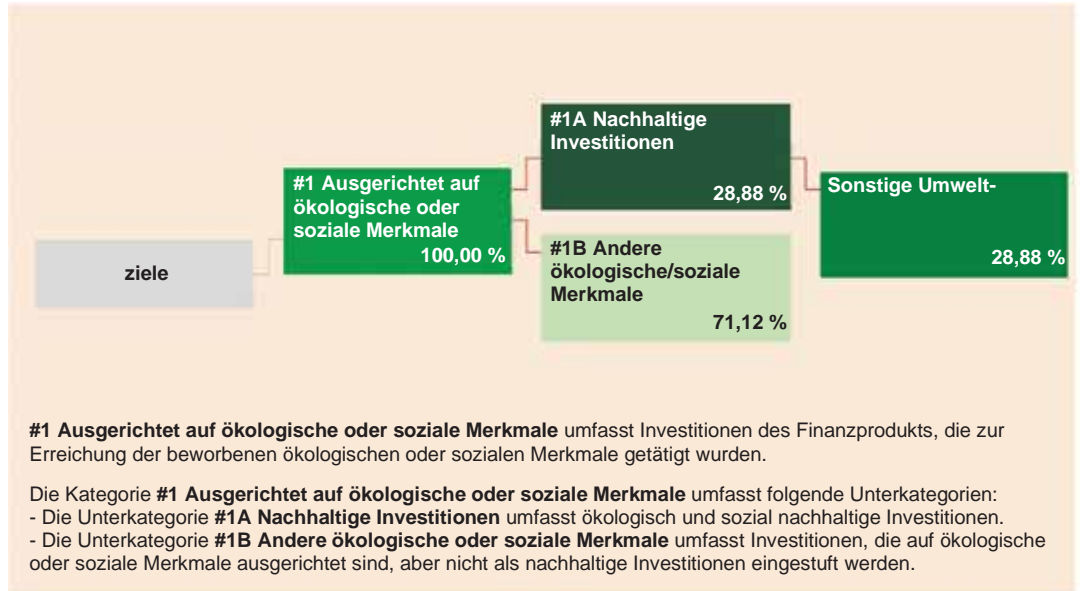 ziele
#1 Ausgerichtet auf
ökologische oder
soziale Merkmale
100,00 %
#1A Nachhaltige
Investitionen
28,88 %
#1B Andere
ökologische/soziale
Merkmale
71,12 %
Sonstige Umwelt-
28,88 %
#1 Ausgerichtet auf ökologische oder soziale Merkmale umfasst Investitionen des Finanzprodukts, die zur
Erreichung der beworbenen ökologischen oder sozialen Merkmale getätigt wurden.
Die Kategorie #1 Ausgerichtet auf ökologische oder soziale Merkmale umfasst folgende Unterkategorien:
- Die Unterkategorie #1A Nachhaltige Investitionen umfasst ökologisch und sozial nachhaltige Investitionen.
- Die Unterkategorie #1B Andere ökologische oder soziale Merkmale umfasst Investitionen, die auf ökologische
oder soziale Merkmale ausgerichtet sind, aber nicht als nachhaltige Investitionen eingestuft werden.